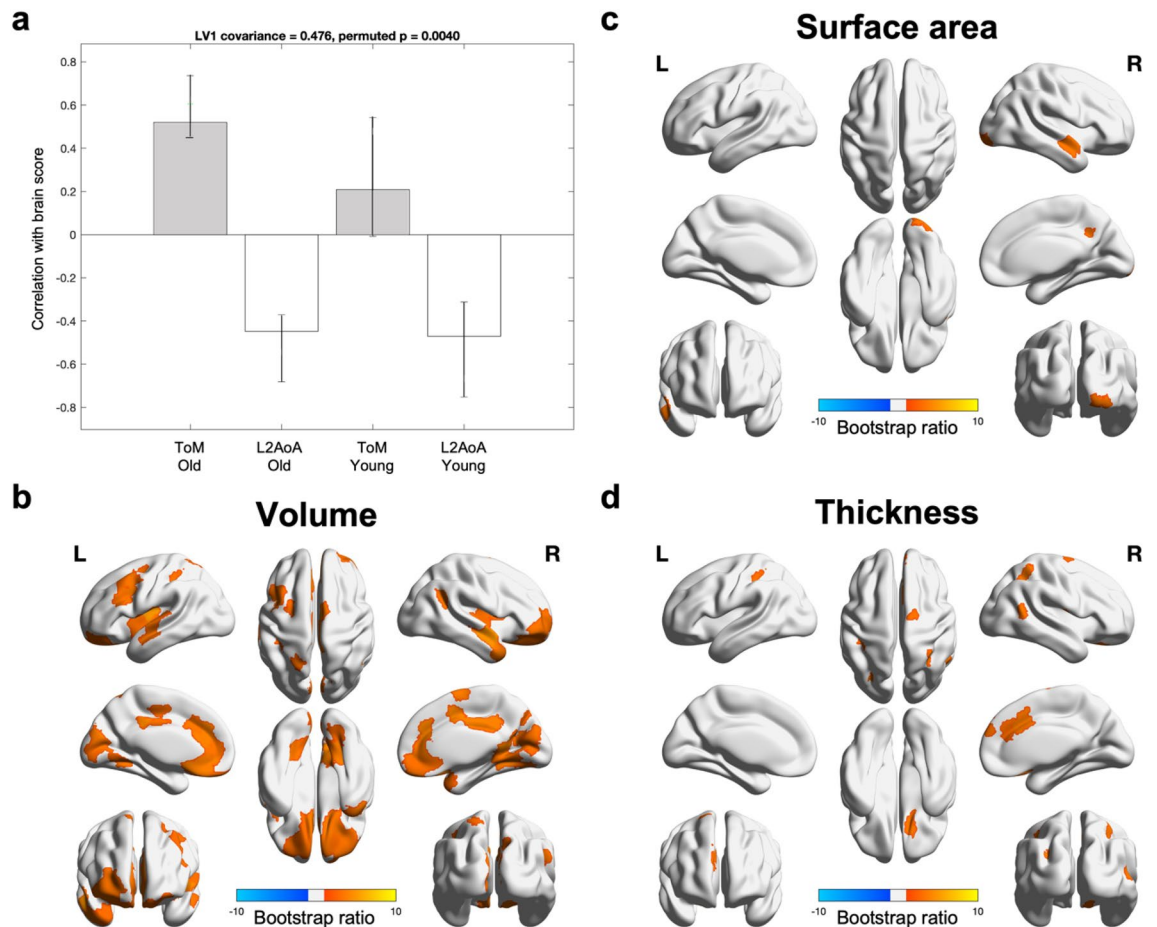 a
LV1 covariance = 0.476, permuted p = 0.0040
Correlation with brain score
0.8
0.6
0.4
0.2
0
-0.2
-0.4
-0.6
-0.8
ToM Old
L2AoA Old
ToM Young
L2AoA Young
c
Surface area
L
R
-10
10
Bootstrap ratio
b
Volume
L
R
-10
10
Bootstrap ratio
d
Thickness
L
R
-10
10
Bootstrap ratio